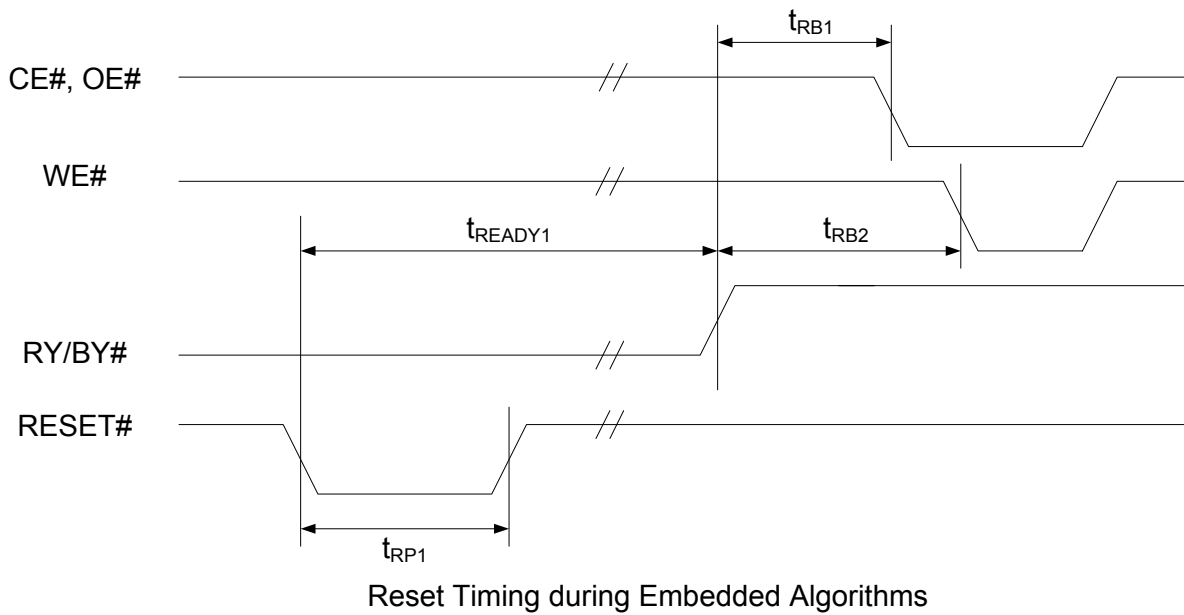 tRB1
CE#, OE#
WE#
tREADY1
tRB2
RY/BY#
RESET#
tRP1
Reset Timing during Embedded Algorithms